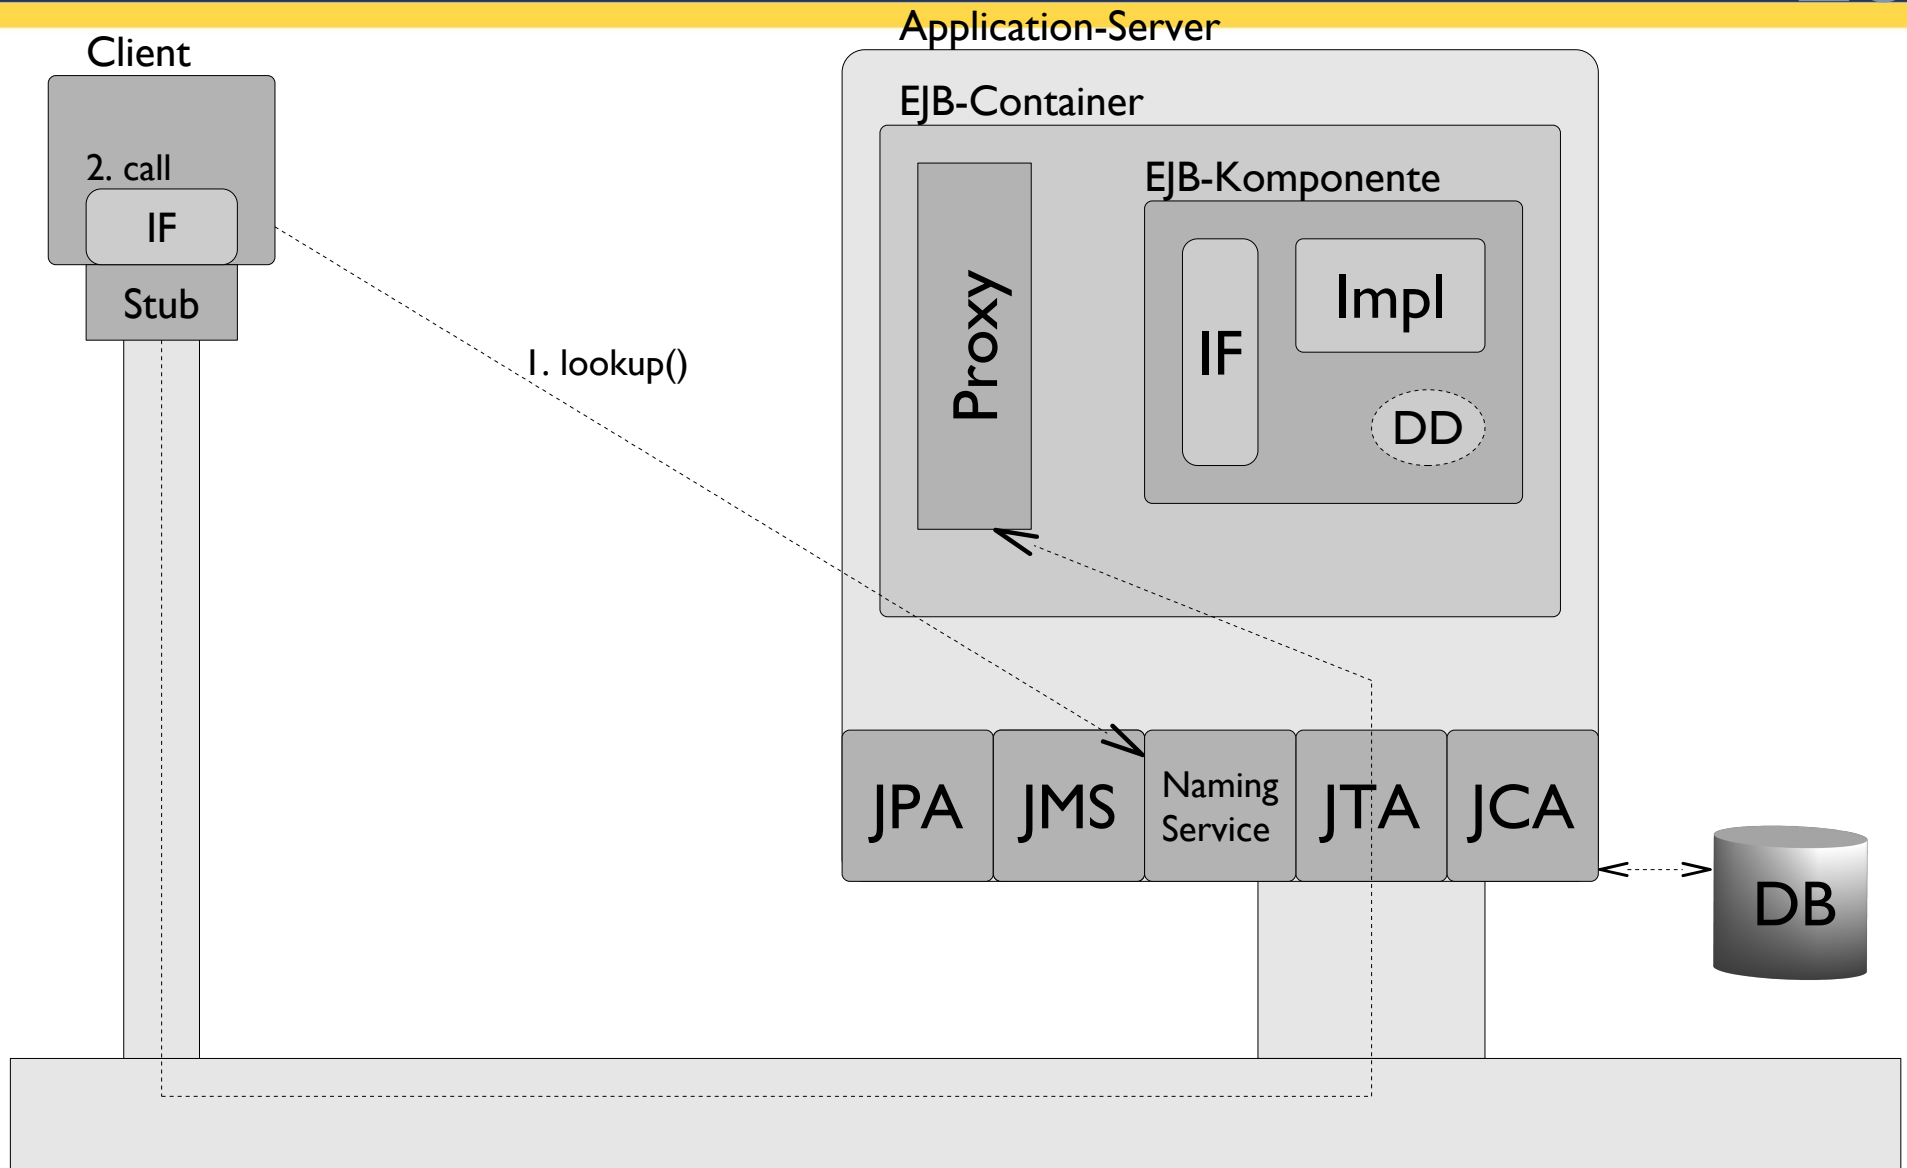 Application-Server
Client
EJB-Container
2. call
EJB-Komponente
IF
Impl
Stub
Proxy
IF
1. lookup()
DD
JPA
JMS
Naming
Service
JTA
JCA
DB